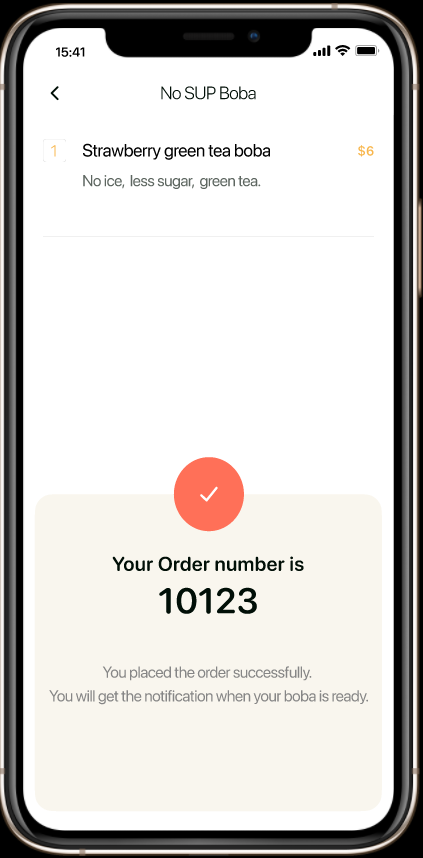 15:41
No SUP Boba
1 Strawberry green tea boba $6
No ice, less sugar, green tea.
Your Order number is
10123
You placed the order successfully.
You will get the notification when your boba is ready.